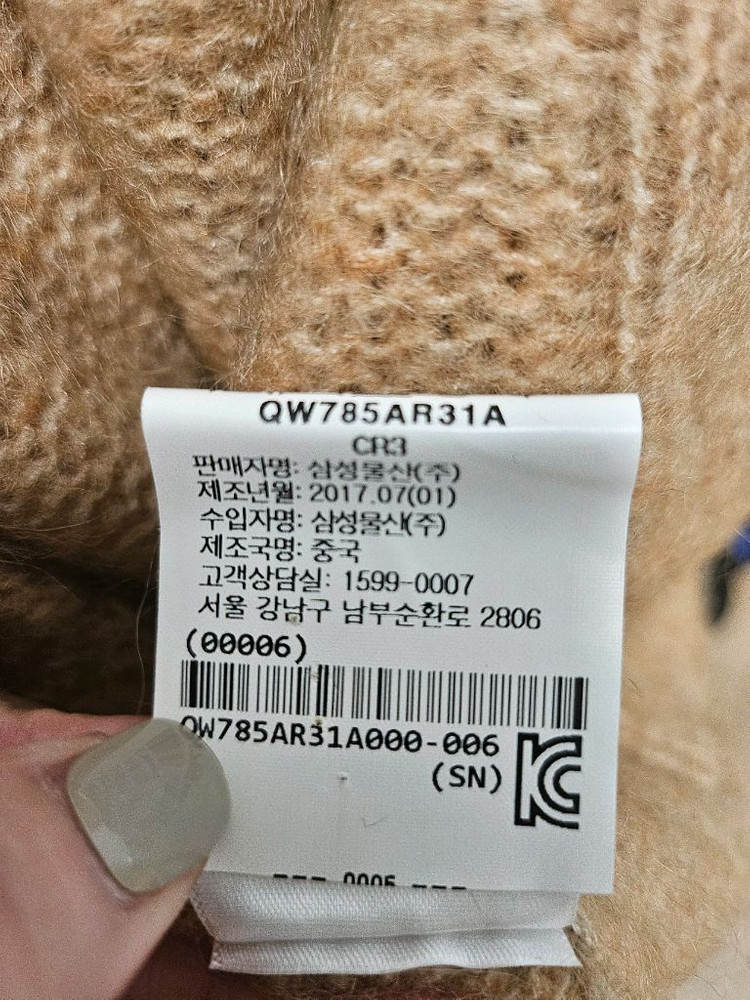 QW785AR31A
CR3
판매자명: 삼성물산(주)
제조년월: 2017.07(01)
수입자명: 삼성물산(주)
제조국명: 중국
고객상담실: 1599-0007
서울 강남구 남부순환로 2806
(00006)
QW785AR31A000-006
(SN)
KC
--- 0005 ---